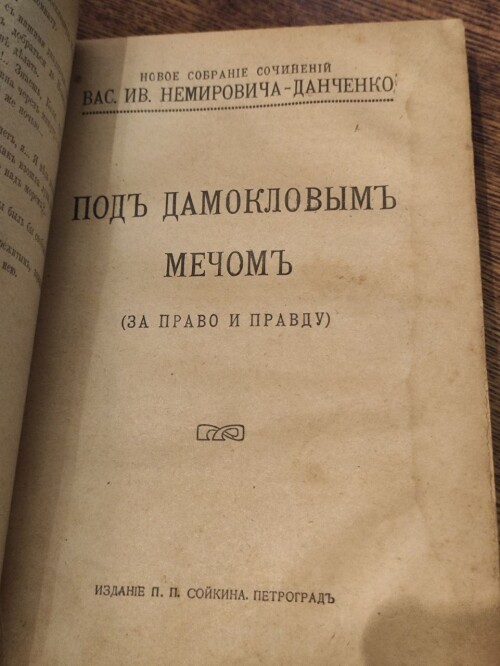 НОВОЕ СОБРАНІЕ СОЧИНЕНІЙ
ВАС. ИВ. НЕМИРОВИЧА-ДАНЧЕНКО
ПОДЪ ДАМОКЛОВЫМЪ
МЕЧОМЪ
(ЗА ПРАВО И ПРАВДУ)
ИЗДАНІЕ П. П. СОЙКИНА. ПЕТРОГРАДЪ